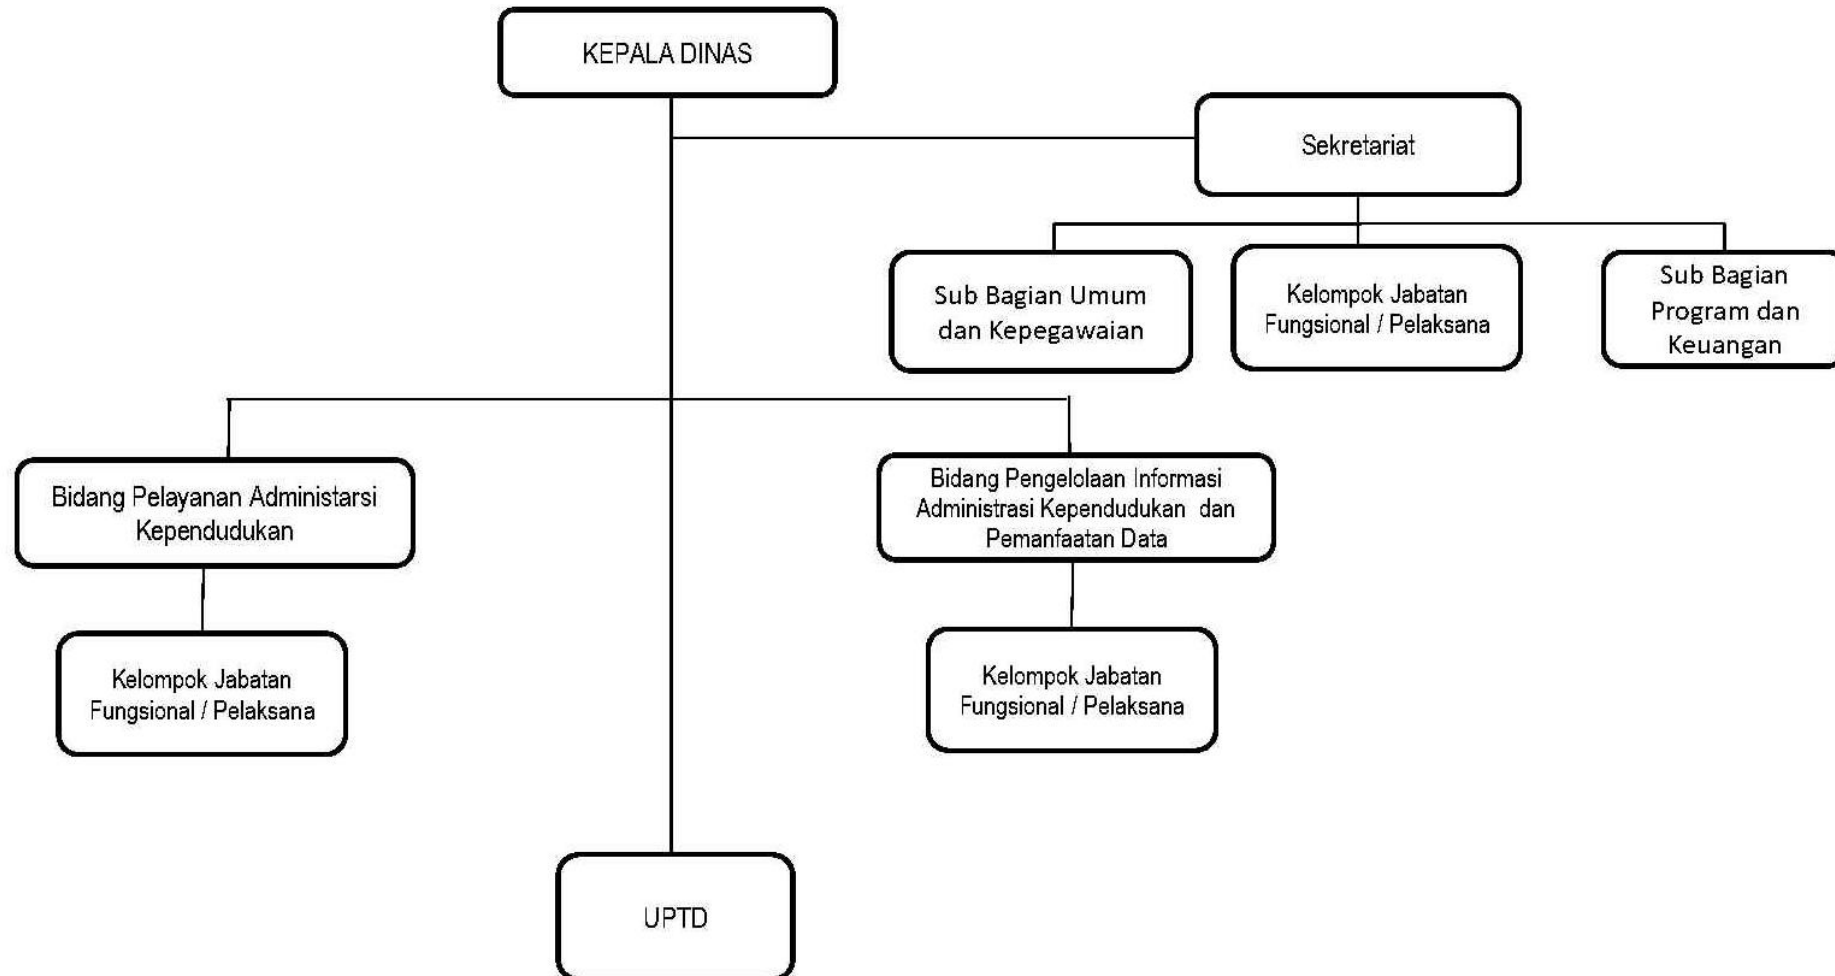 KEPALA DINAS
Sekretariat
Sub Bagian Umum
dan Kepegawaian
Kelompok Jabatan
Fungsional / Pelaksana
Sub Bagian
Program dan
Keuangan
Bidang Pelayanan Administarsi
Kependudukan
Bidang Pengelolaan Informasi
Administrasi Kependudukan dan
Pemanfaatan Data
Kelompok Jabatan
Fungsional / Pelaksana
Kelompok Jabatan
Fungsional / Pelaksana
UPTD